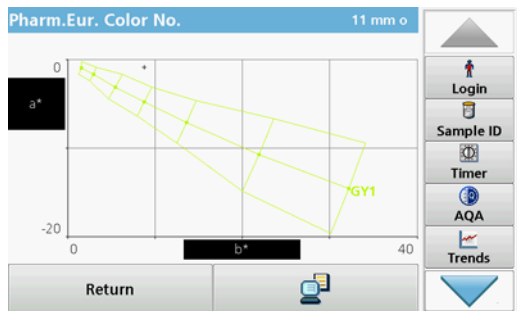 Pharm.Eur. Color No.
11 mm o
0
a*
-20
GY1
0
b*
40
Return
Login
Sample ID
Timer
AQA
Trends